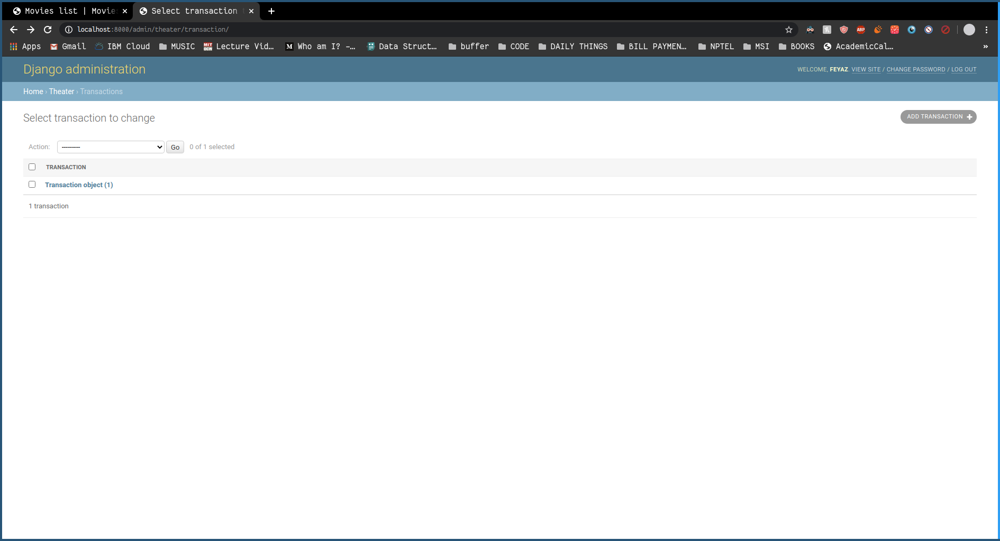 Movies list | Movie
Select transaction
localhost:8000/admin/theater/transaction/
ABP
Apps Gmail IBM Cloud MUSIC MIT OCW Lecture Vid… M Who am I? –… Data Struct… buffer CODE DAILY THINGS BILL PAYMEN… NPTEL MSI BOOKS AcademicCal… »
Django administration
WELCOME, FEYAZ. VIEW SITE / CHANGE PASSWORD / LOG OUT
Home › Theater › Transactions
Select transaction to change
ADD TRANSACTION
Action: --------- Go 0 of 1 selected
TRANSACTION
Transaction object (1)
1 transaction